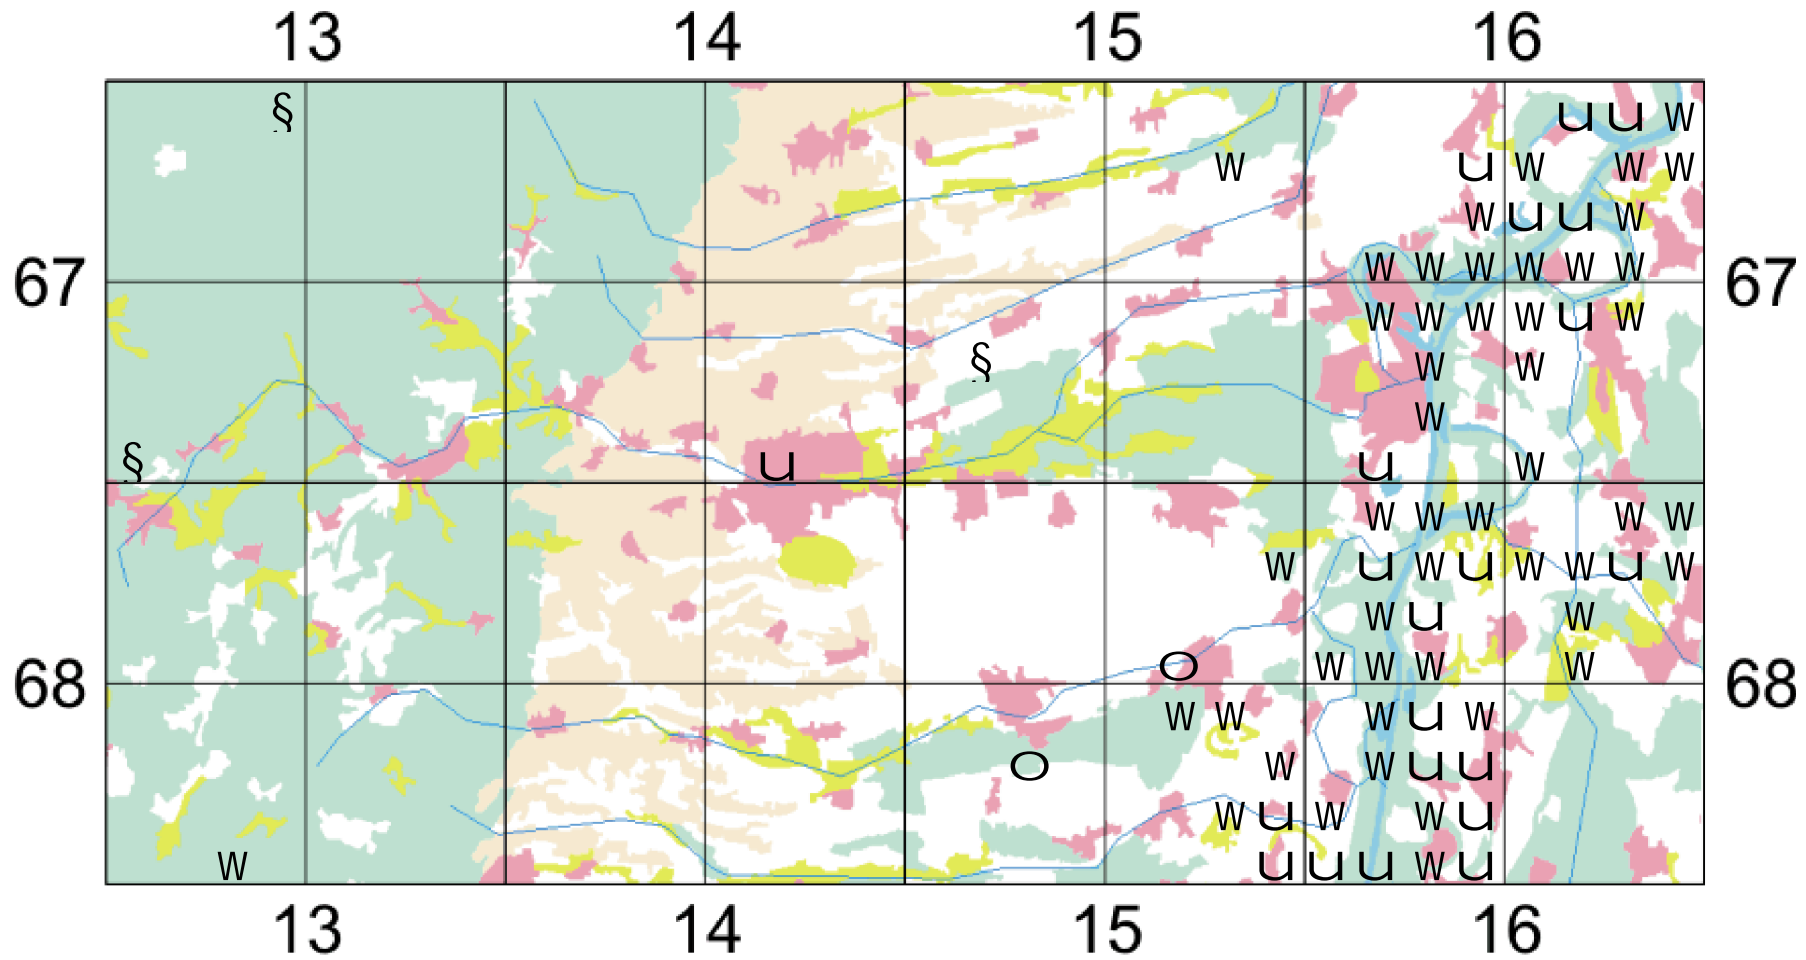 13 14 15 16
§ u u w
w u w w w
w u u w
67 w w w w w w 67
w w w w u w
§ w w
w
§ u u w
w w w w w
w u w u w w u w
w u w
o w w w w
68 68
w w w u w
o w w u u
w u w w u
w u u u w u
13 14 15 16